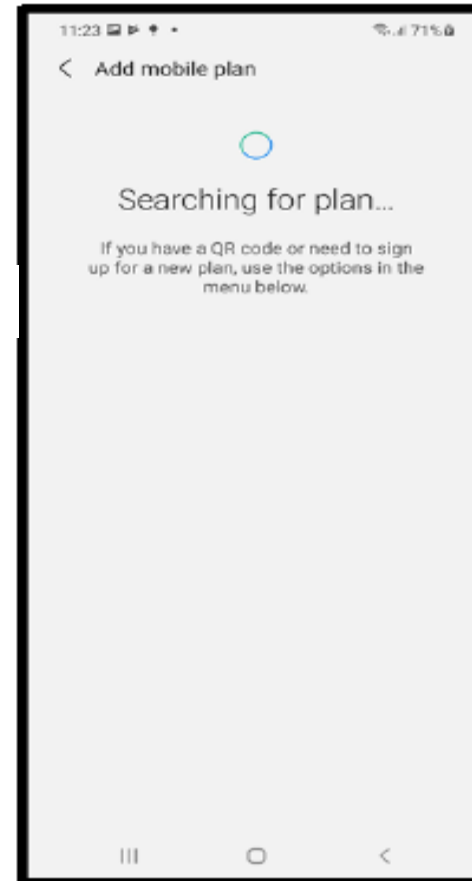 11:23
71%
Add mobile plan
Searching for plan...
If you have a QR code or need to sign
up for a new plan, use the options in the
menu below.